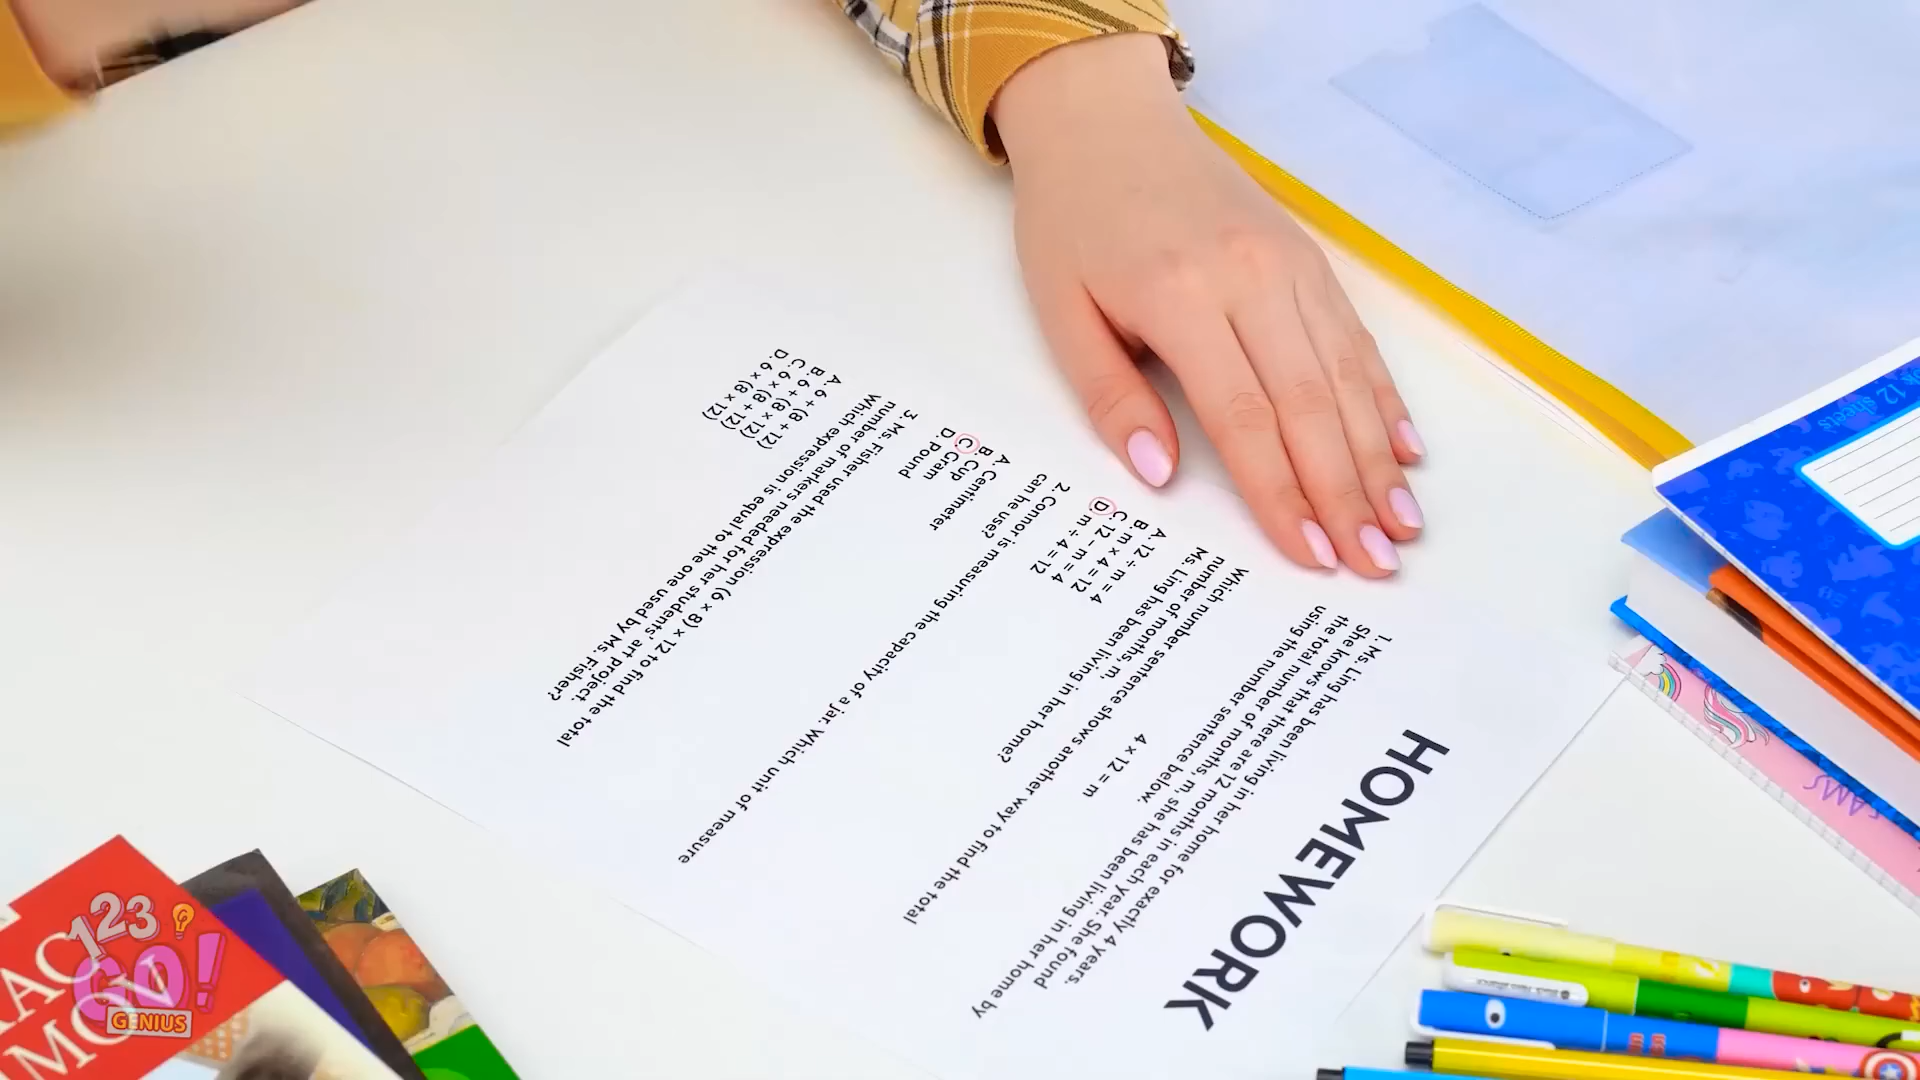 HOMEWORK
1. Ms. Ling has been living in her home for exactly 4 years.
She knows that there are 12 months in each year. She found
the total number of months, m, she has been living in her home by
using the number sentence below.
4 × 12 = m
Which number sentence shows another way to find the total
number of months, m,
Ms. Ling has been living in her home?
A. 12 ÷ m = 4
B. m × 4 = 12
C. 12 − m = 4
D. m ÷ 4 = 12
2. Connor is measuring the capacity of a jar. Which unit of measure
can he use?
A. Centimeter
B. Cup
C. Gram
D. Pound
3. Ms. Fisher used the expression (6 × 8) × 12 to find the total
number of markers needed for her students' art project.
Which expression is equal to the one used by Ms. Fisher?
A. 6 + (8 + 12)
B. 6 + (8 × 12)
C. 6 × (8 + 12)
D. 6 × (8 × 12)
12 sheets
MOV
123
GO!
GENIUS